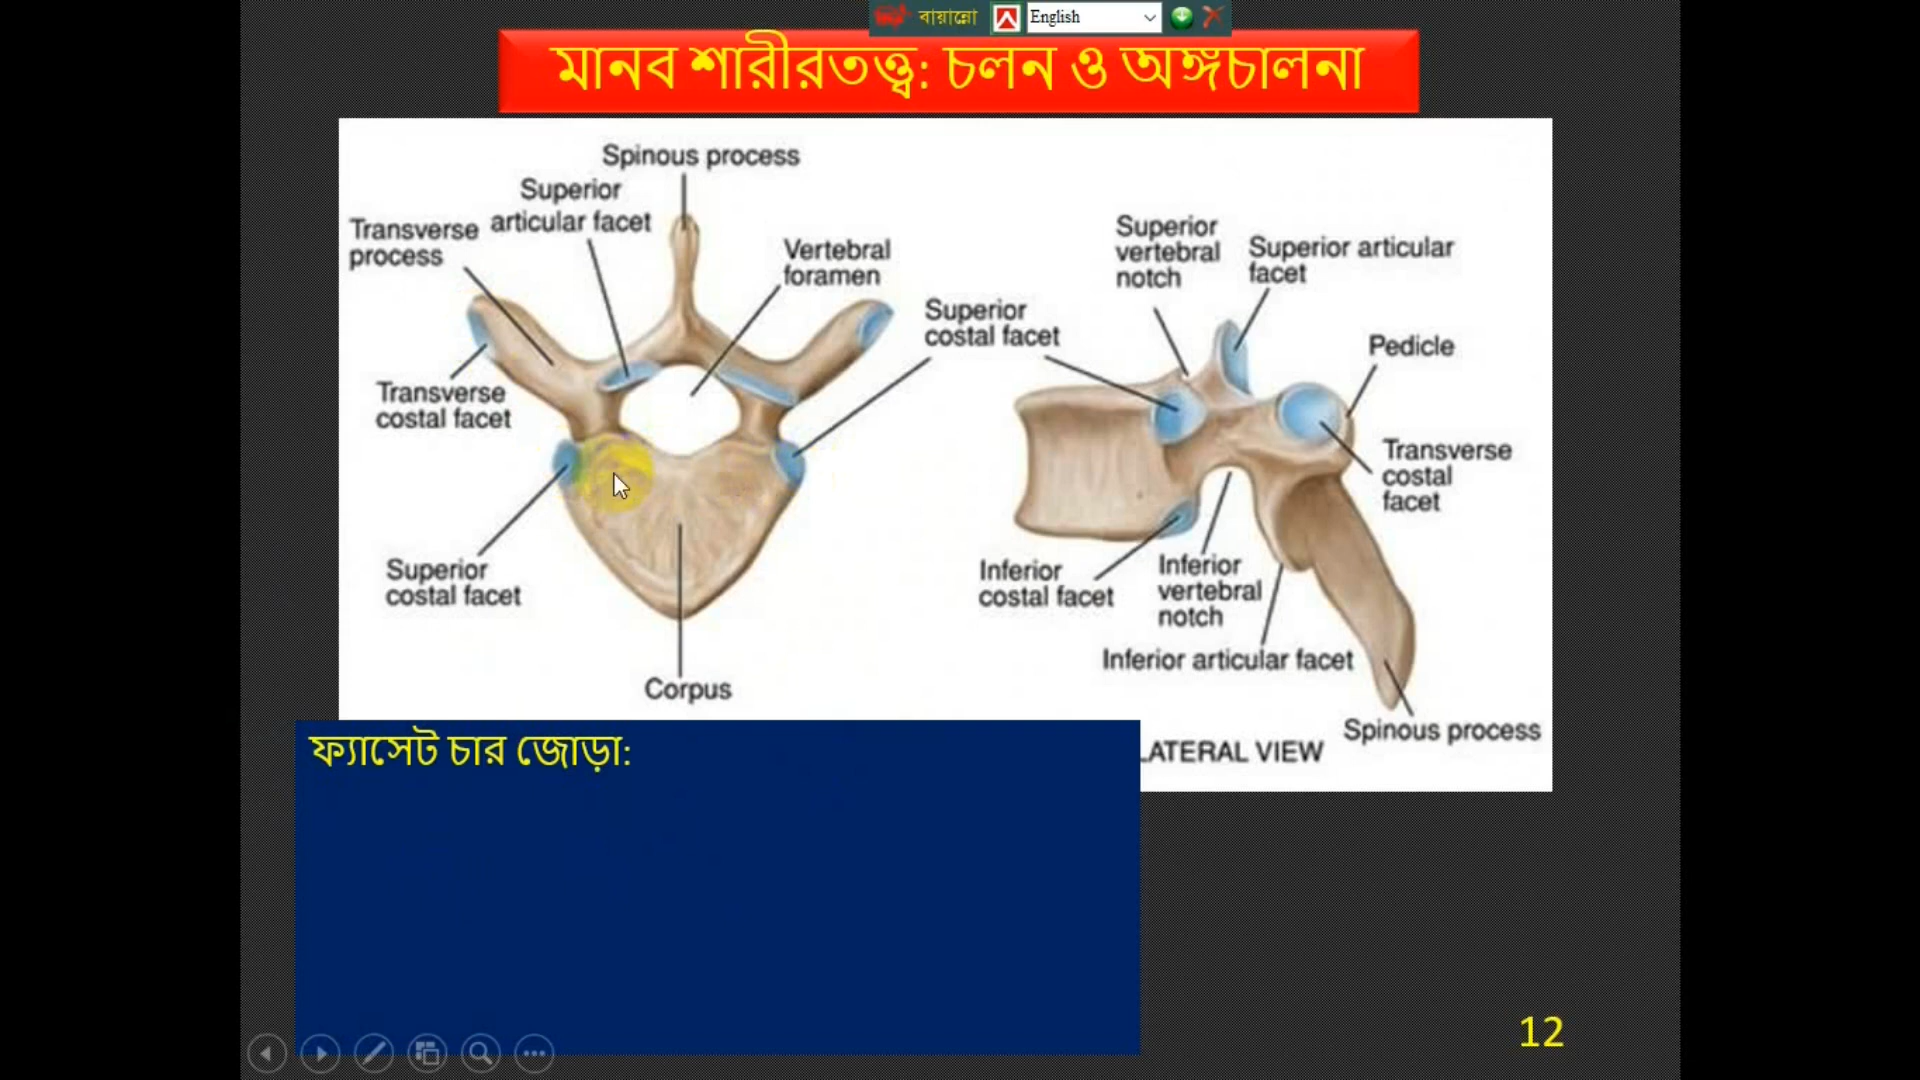 বায়ান্নো
English
মানব শারীরতত্ত্ব: চলন ও অঙ্গচালনা
Spinous process
Superior
articular facet
Transverse
process
Vertebral
foramen
Superior
costal facet
Transverse
costal facet
Superior
costal facet
Corpus
Superior
vertebral
notch
Superior articular
facet
Pedicle
Transverse
costal
facet
Inferior
costal facet
Inferior
vertebral
notch
Inferior articular facet
Spinous process
LATERAL VIEW
ফ্যাসেট চার জোড়া:
12